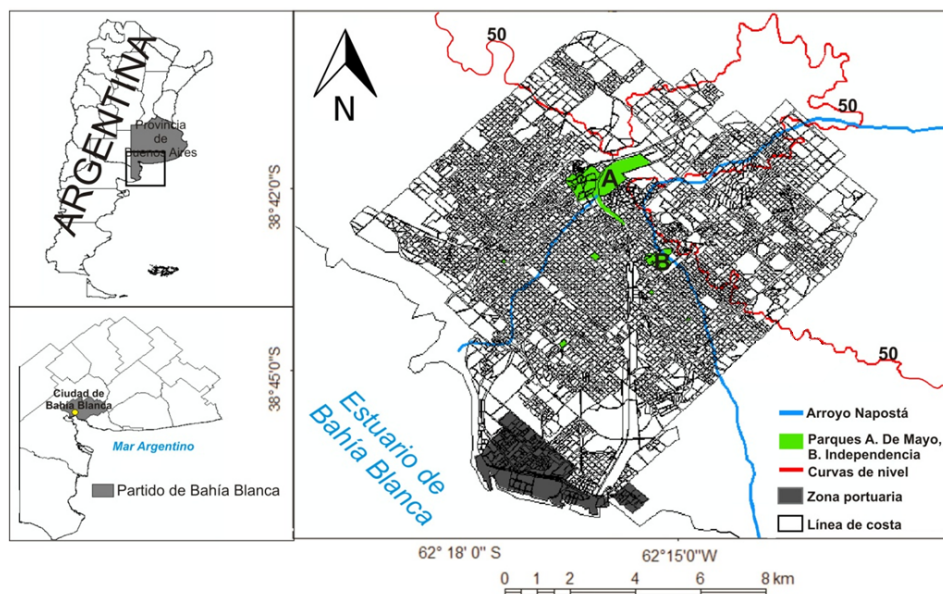 ARGENTINA
Provincia
de
Buenos Aires
Ciudad de
Bahía Blanca
Mar Argentino
Partido de Bahía Blanca
N
50
50
50
A
B
38°42'0"S
38°45'0"S
Estuario de
Bahía Blanca
Arroyo Napostá
Parques A. De Mayo,
B. Independencia
Curvas de nivel
Zona portuaria
Línea de costa
62° 18' 0" S
62°15'0"W
0 1 2 4 6 8 km